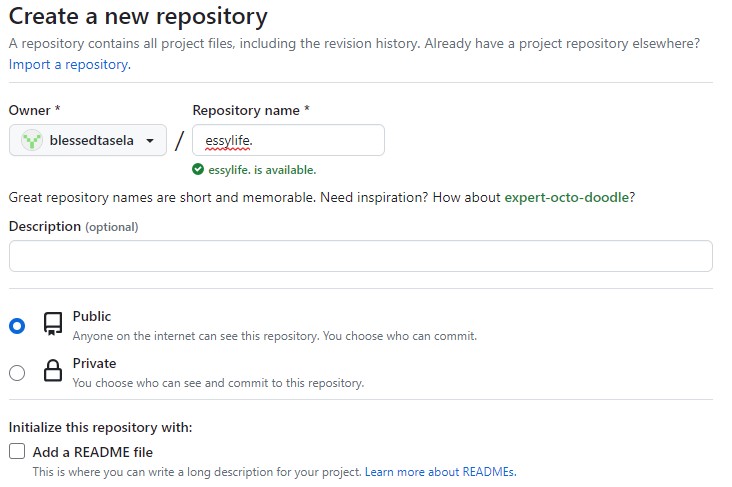 Create a new repository
A repository contains all project files, including the revision history. Already have a project repository elsewhere?
Import a repository.
Owner * Repository name *
blessedtasela / essylife.
essylife. is available.
Great repository names are short and memorable. Need inspiration? How about expert-octo-doodle?
Description (optional)
Public
Anyone on the internet can see this repository. You choose who can commit.
Private
You choose who can see and commit to this repository.
Initialize this repository with:
Add a README file
This is where you can write a long description for your project. Learn more about READMEs.